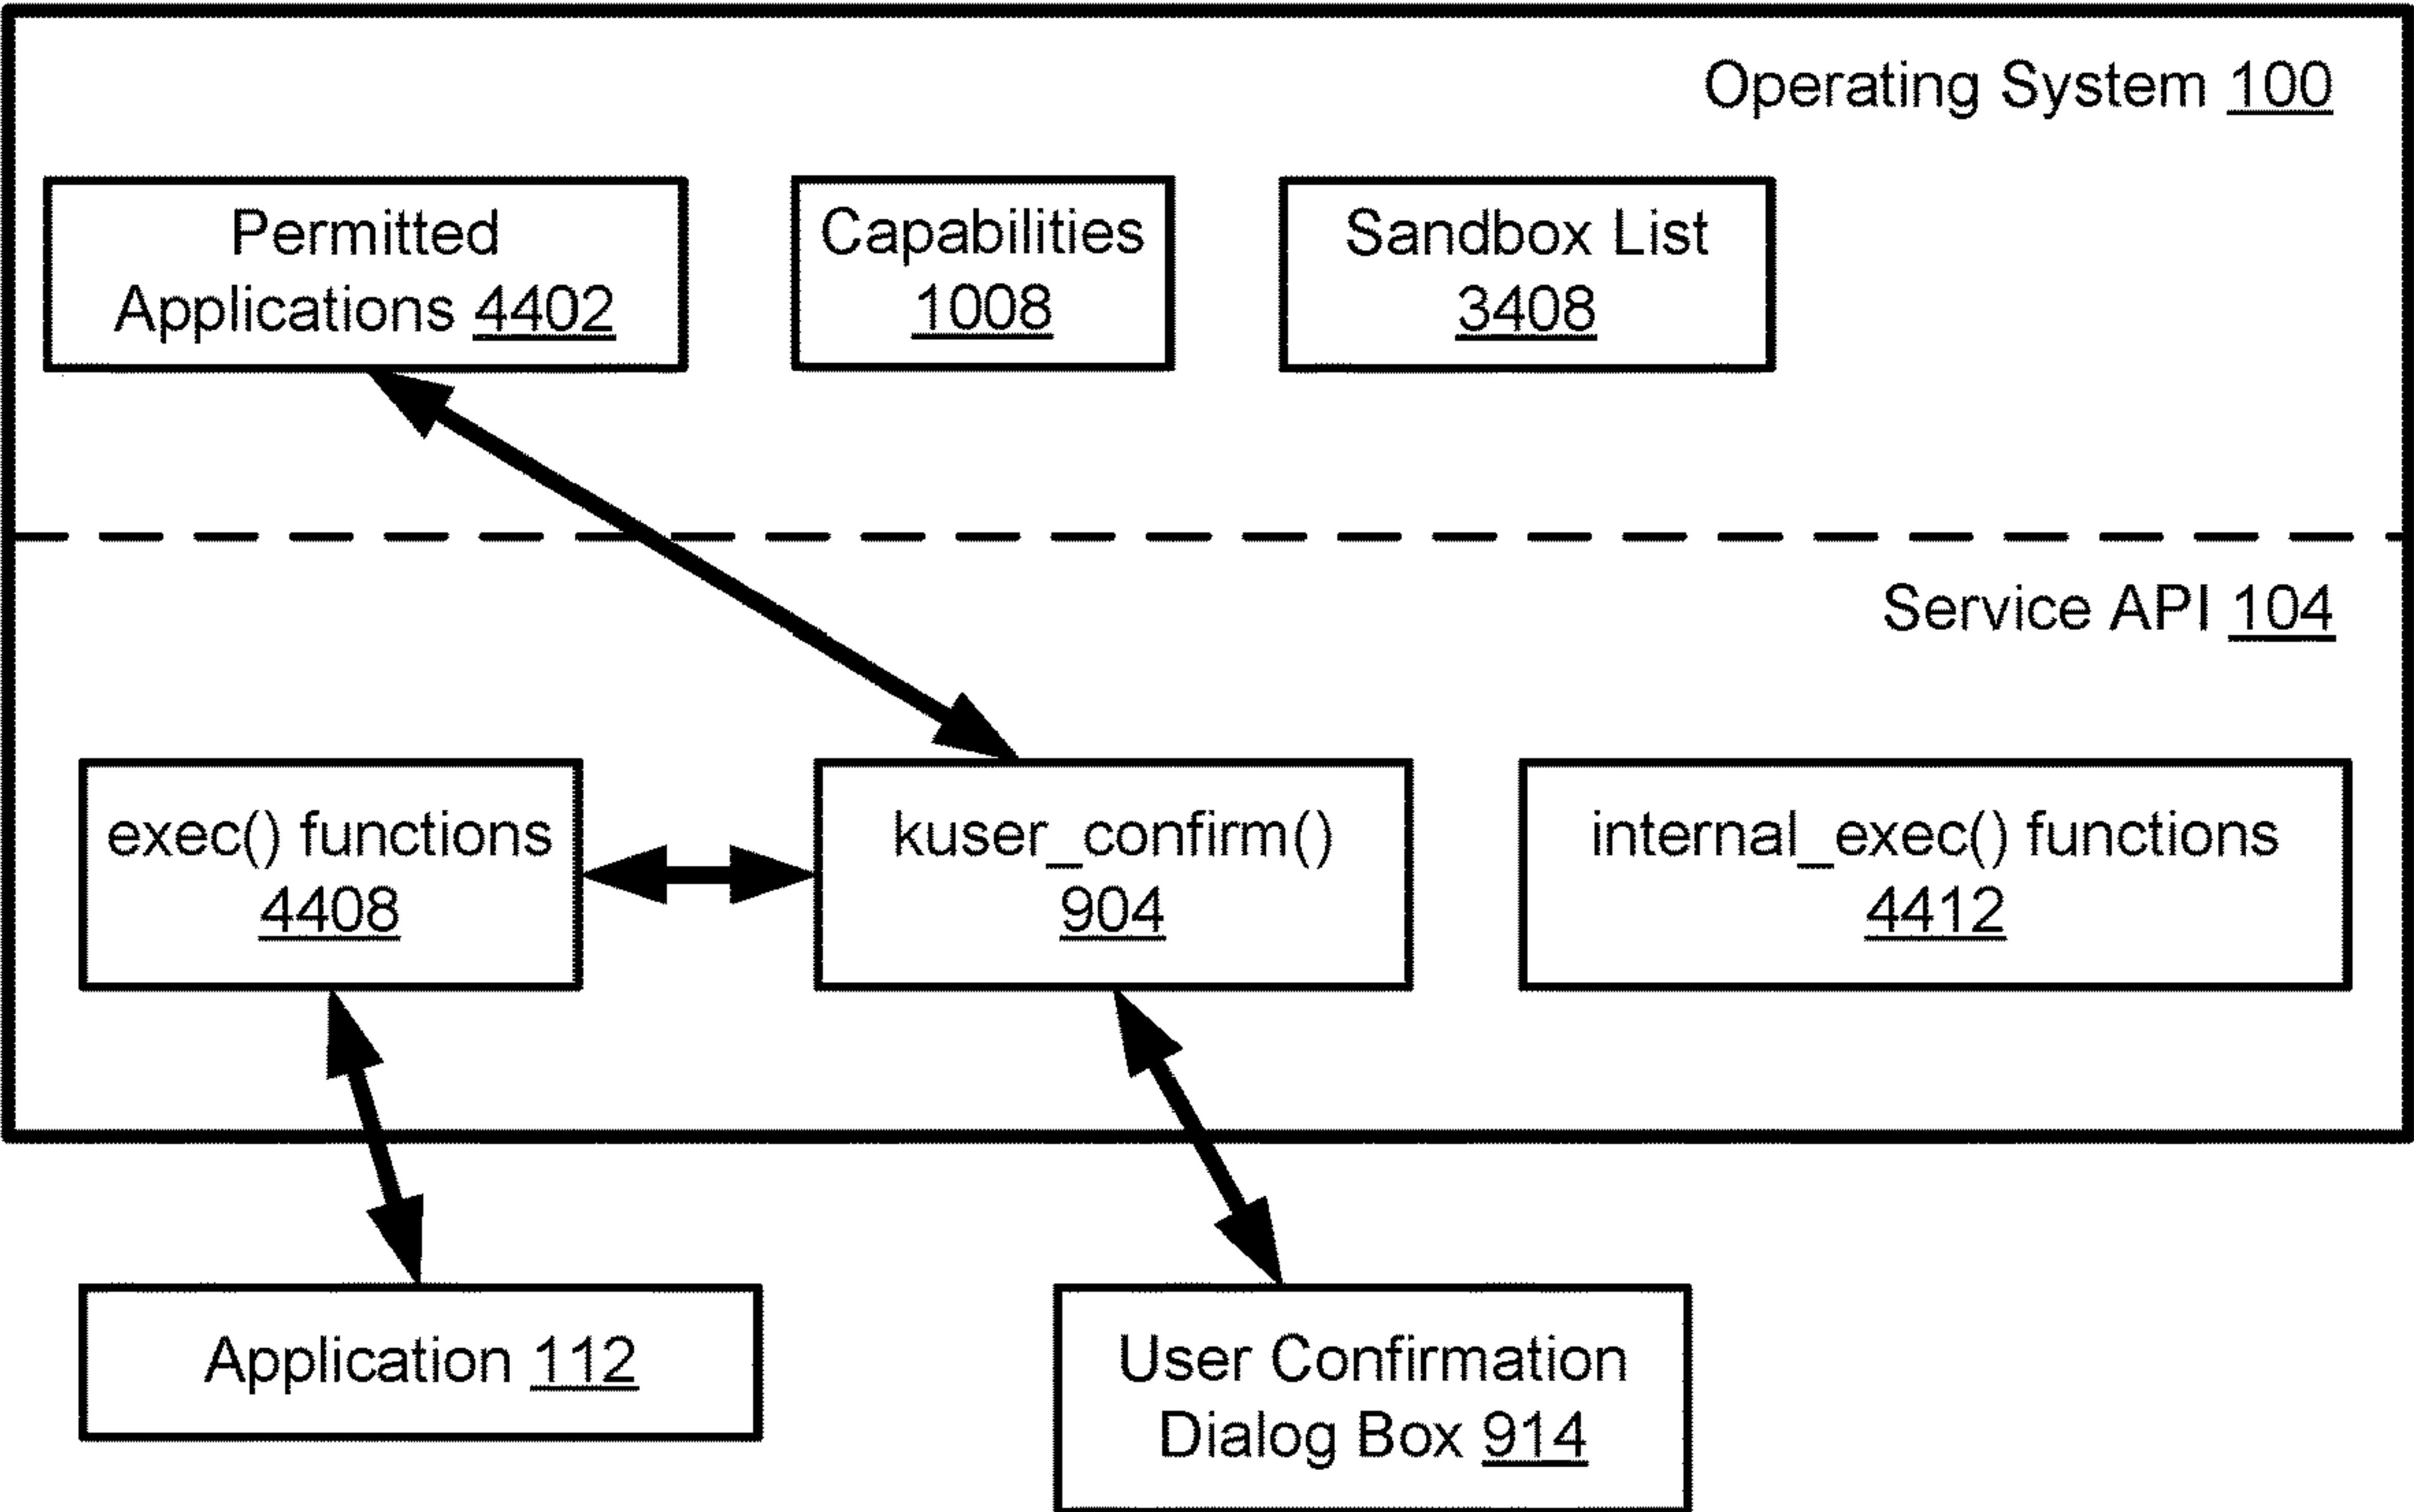 Operating System 100
Permitted
Applications 4402
Capabilities
1008
Sandbox List
3408
Service API 104
exec() functions
4408
kuser_confirm()
904
internal_exec() functions
4412
Application 112
User Confirmation
Dialog Box 914